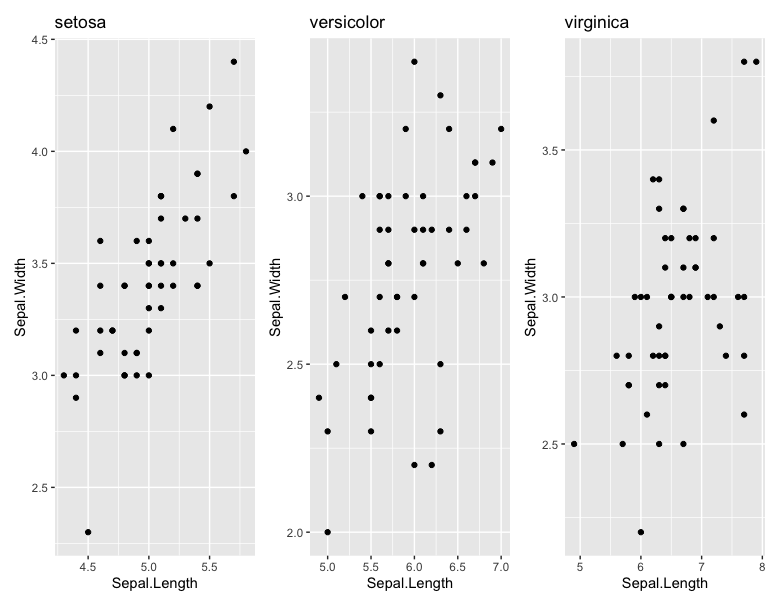 setosa
versicolor
virginica
4.5
4.0
3.5
3.0
2.5
Sepal.Width
4.5 5.0 5.5
Sepal.Length
3.0
2.5
2.0
Sepal.Width
5.0 5.5 6.0 6.5 7.0
Sepal.Length
3.5
3.0
2.5
Sepal.Width
5 6 7 8
Sepal.Length